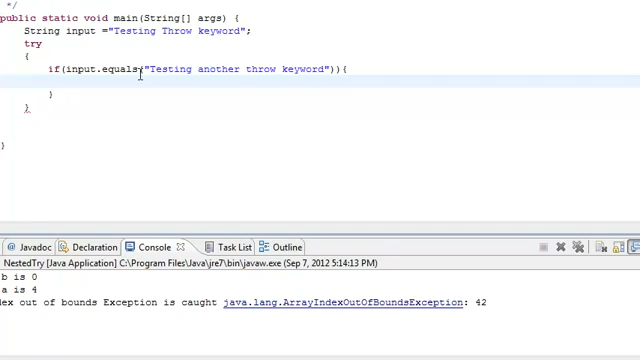 */
public static void main(String[] args) {
String input ="Testing Throw keyword";
try
{
if(input.equals("Testing another throw keyword")){
}
}
}
@ Javadoc Declaration Console Task List Outline
NestedTry [Java Application] C:\Program Files\Java\jre7\bin\javaw.exe (Sep 7, 2012 5:14:13 PM)
b is 0
a is 4
dex out of bounds Exception is caught java.lang.ArrayIndexOutOfBoundsException: 42